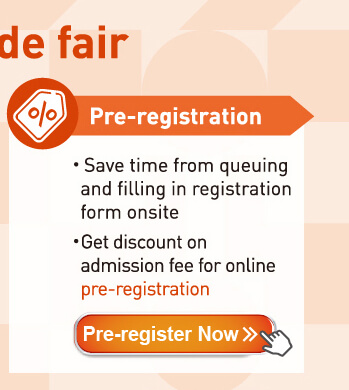 de fair
Pre-registration
• Save time from queuing
and filling in registration
form onsite
•Get discount on
admission fee for online
pre-registration
Pre-register Now »